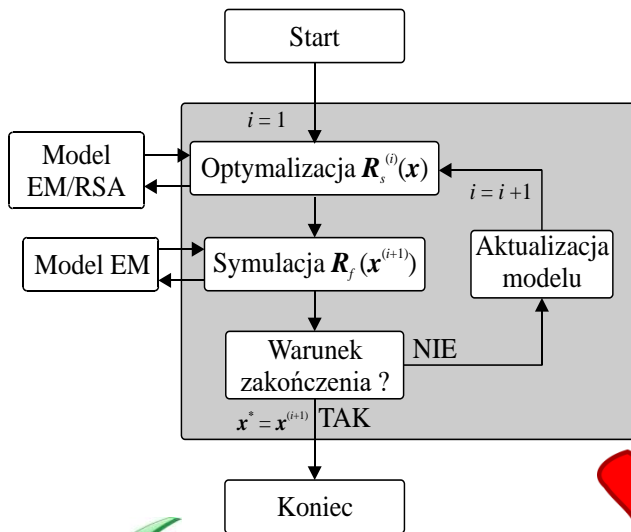 Start
i = 1
Model
EM/RSA
Optymalizacja R_s^(i)(x)
i = i +1
Model EM
Symulacja R_f (x^(i+1))
Aktualizacja
modelu
Warunek
zakończenia ?
NIE
x* = x^(i+1)
TAK
Koniec